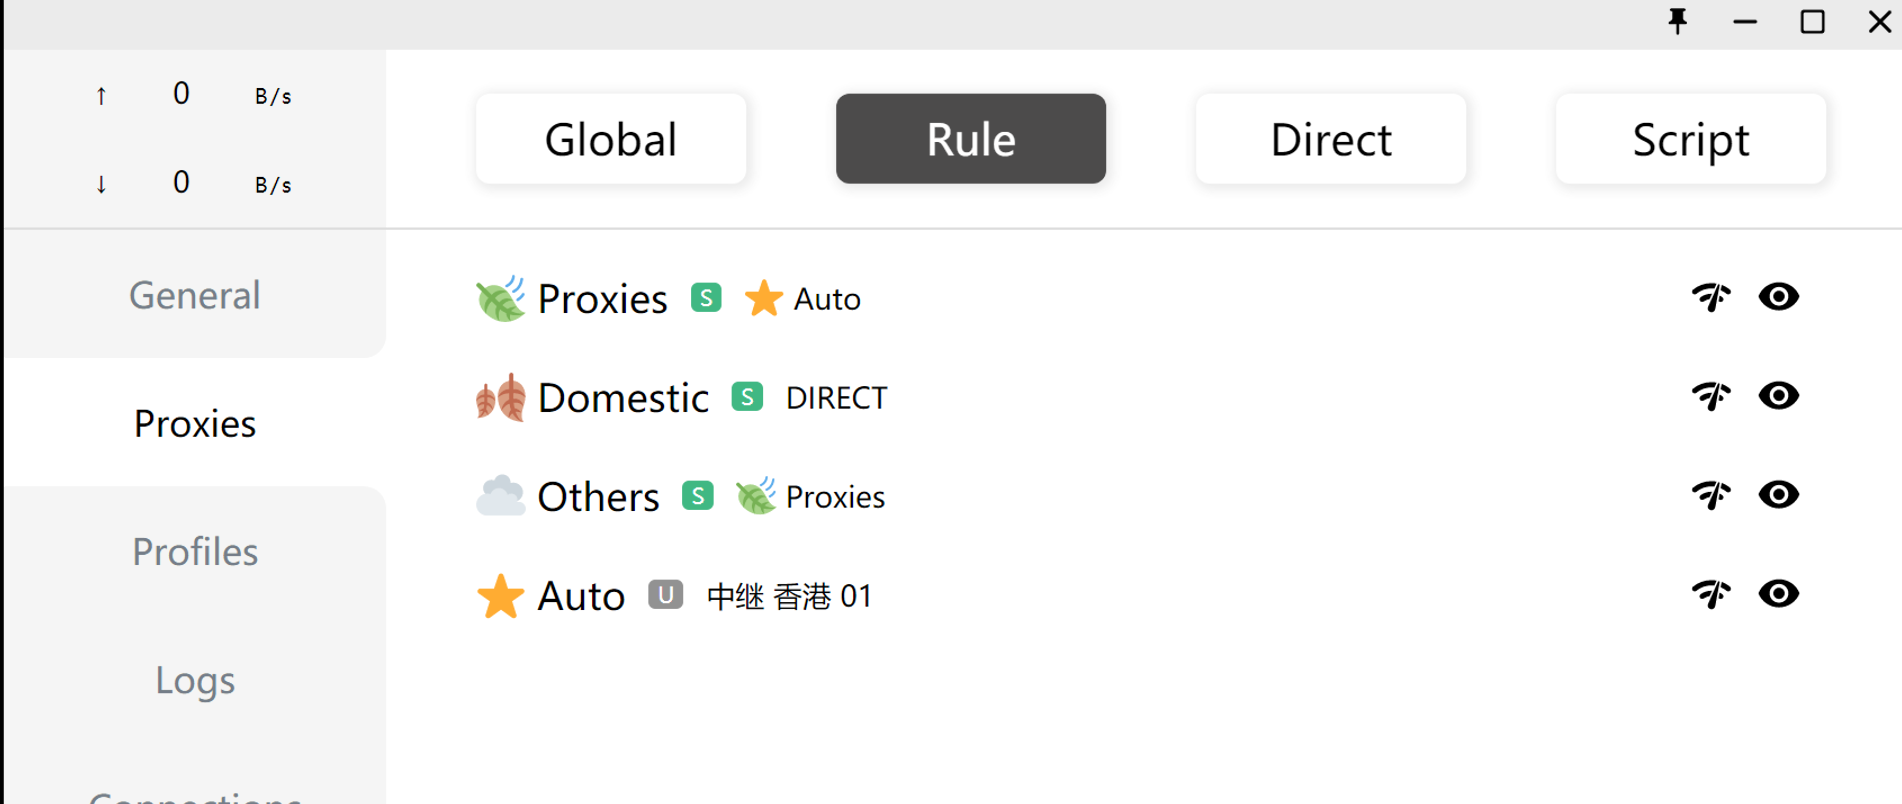 ↑ 0 B/s
↓ 0 B/s
Global Rule Direct Script
General
Proxies
Profiles
Logs
Connections
Proxies S Auto
Domestic S DIRECT
Others S Proxies
Auto U 中继 香港 01